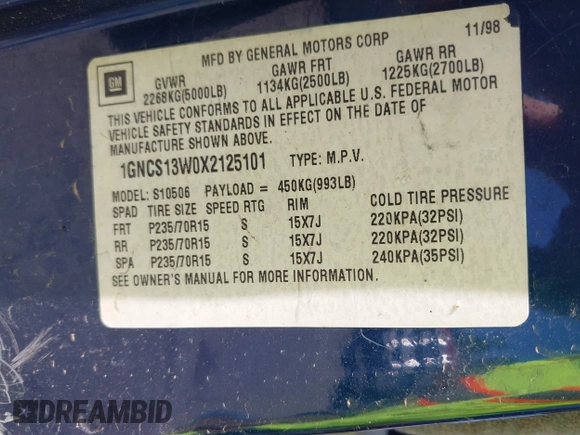 11/98
MFD BY GENERAL MOTORS CORP
GM
GVWR GAWR FRT GAWR RR
2268KG(5000LB) 1134KG(2500LB) 1225KG(2700LB)
THIS VEHICLE CONFORMS TO ALL APPLICABLE U.S. FEDERAL MOTOR
VEHICLE SAFETY STANDARDS IN EFFECT ON THE DATE OF
MANUFACTURE SHOWN ABOVE.
1GNCS13W0X2125101 TYPE: M.P.V.
MODEL: S10506 PAYLOAD = 450KG(993LB)
SPAD TIRE SIZE SPEED RTG RIM COLD TIRE PRESSURE
FRT P235/70R15 S 15X7J 220KPA(32PSI)
RR P235/70R15 S 15X7J 220KPA(32PSI)
SPA P235/70R15 S 15X7J 240KPA(35PSI)
SEE OWNER'S MANUAL FOR MORE INFORMATION.
DREAMBID